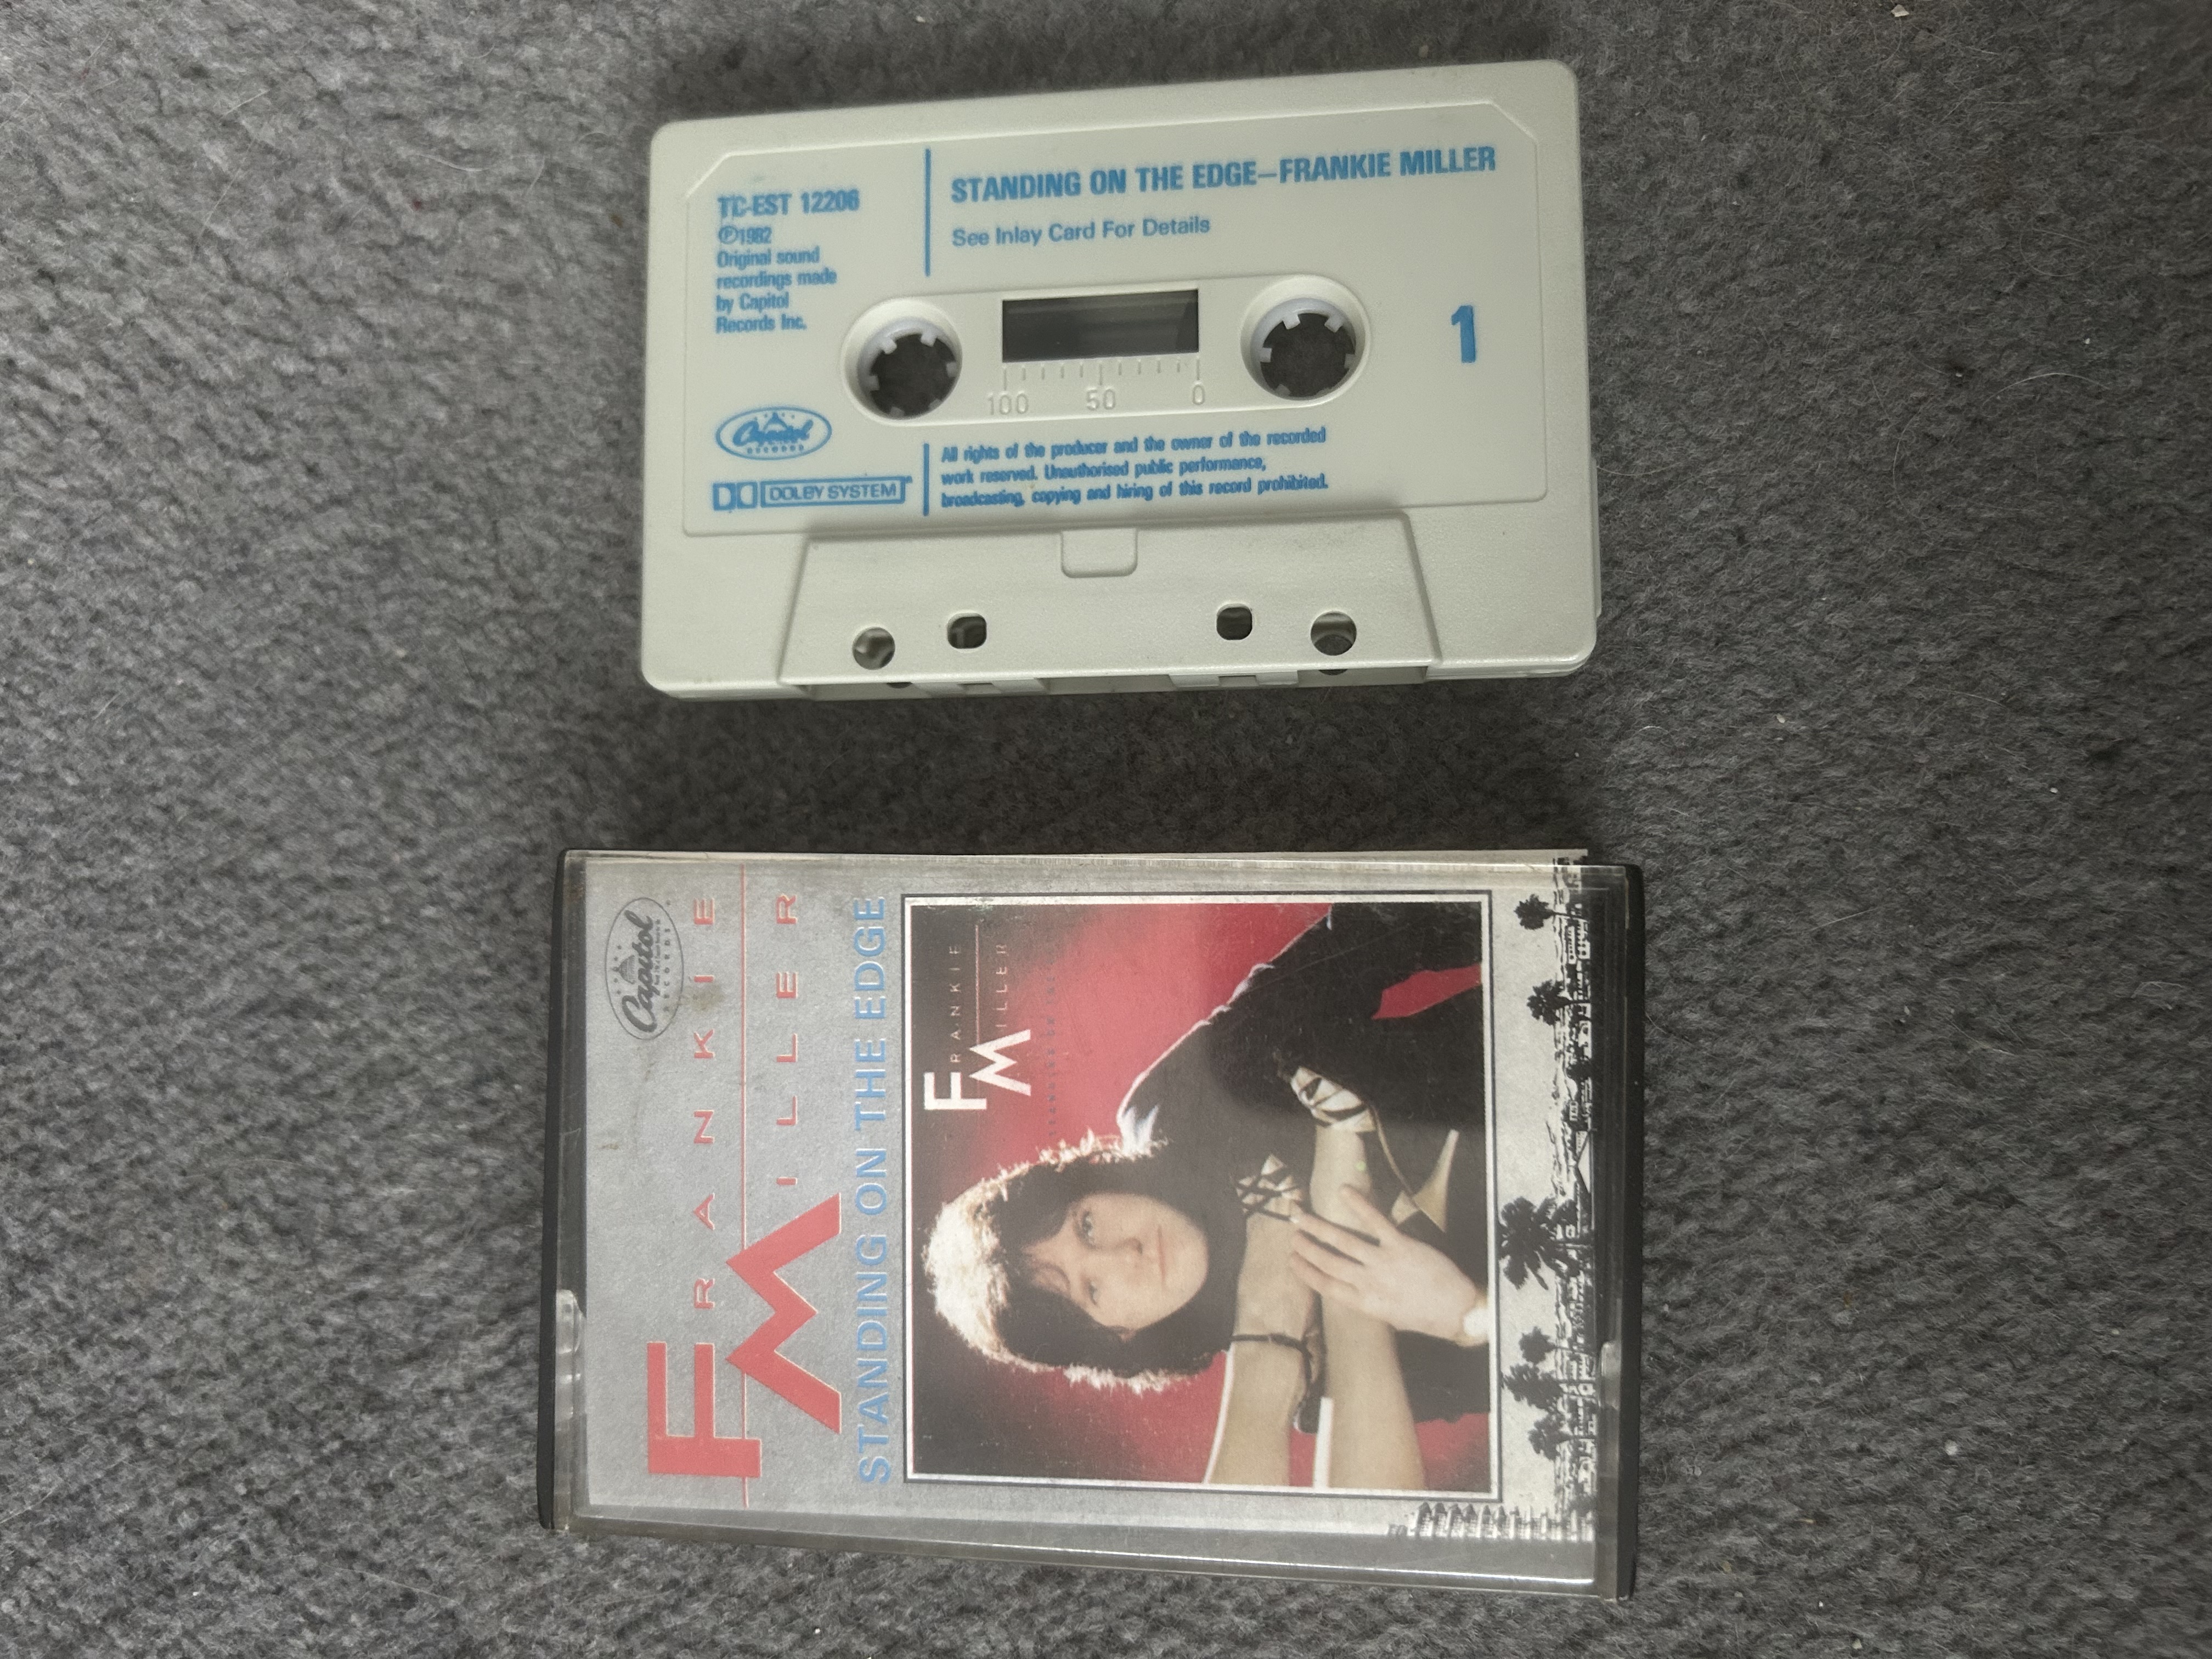 TC-EST 12206
Ⓟ1982
Original sound
recordings made
by Capitol
Records Inc.
Capitol
RECORDS
DOLBY SYSTEM
STANDING ON THE EDGE–FRANKIE MILLER
See Inlay Card For Details
100 50 0
1
All rights of the producer and the owner of the recorded
work reserved. Unauthorised public performance,
broadcasting, copying and hiring of this record prohibited.
Capitol
RECORDS
FRANKIE
MILLER
STANDING ON THE EDGE
FRANKIE
MILLER